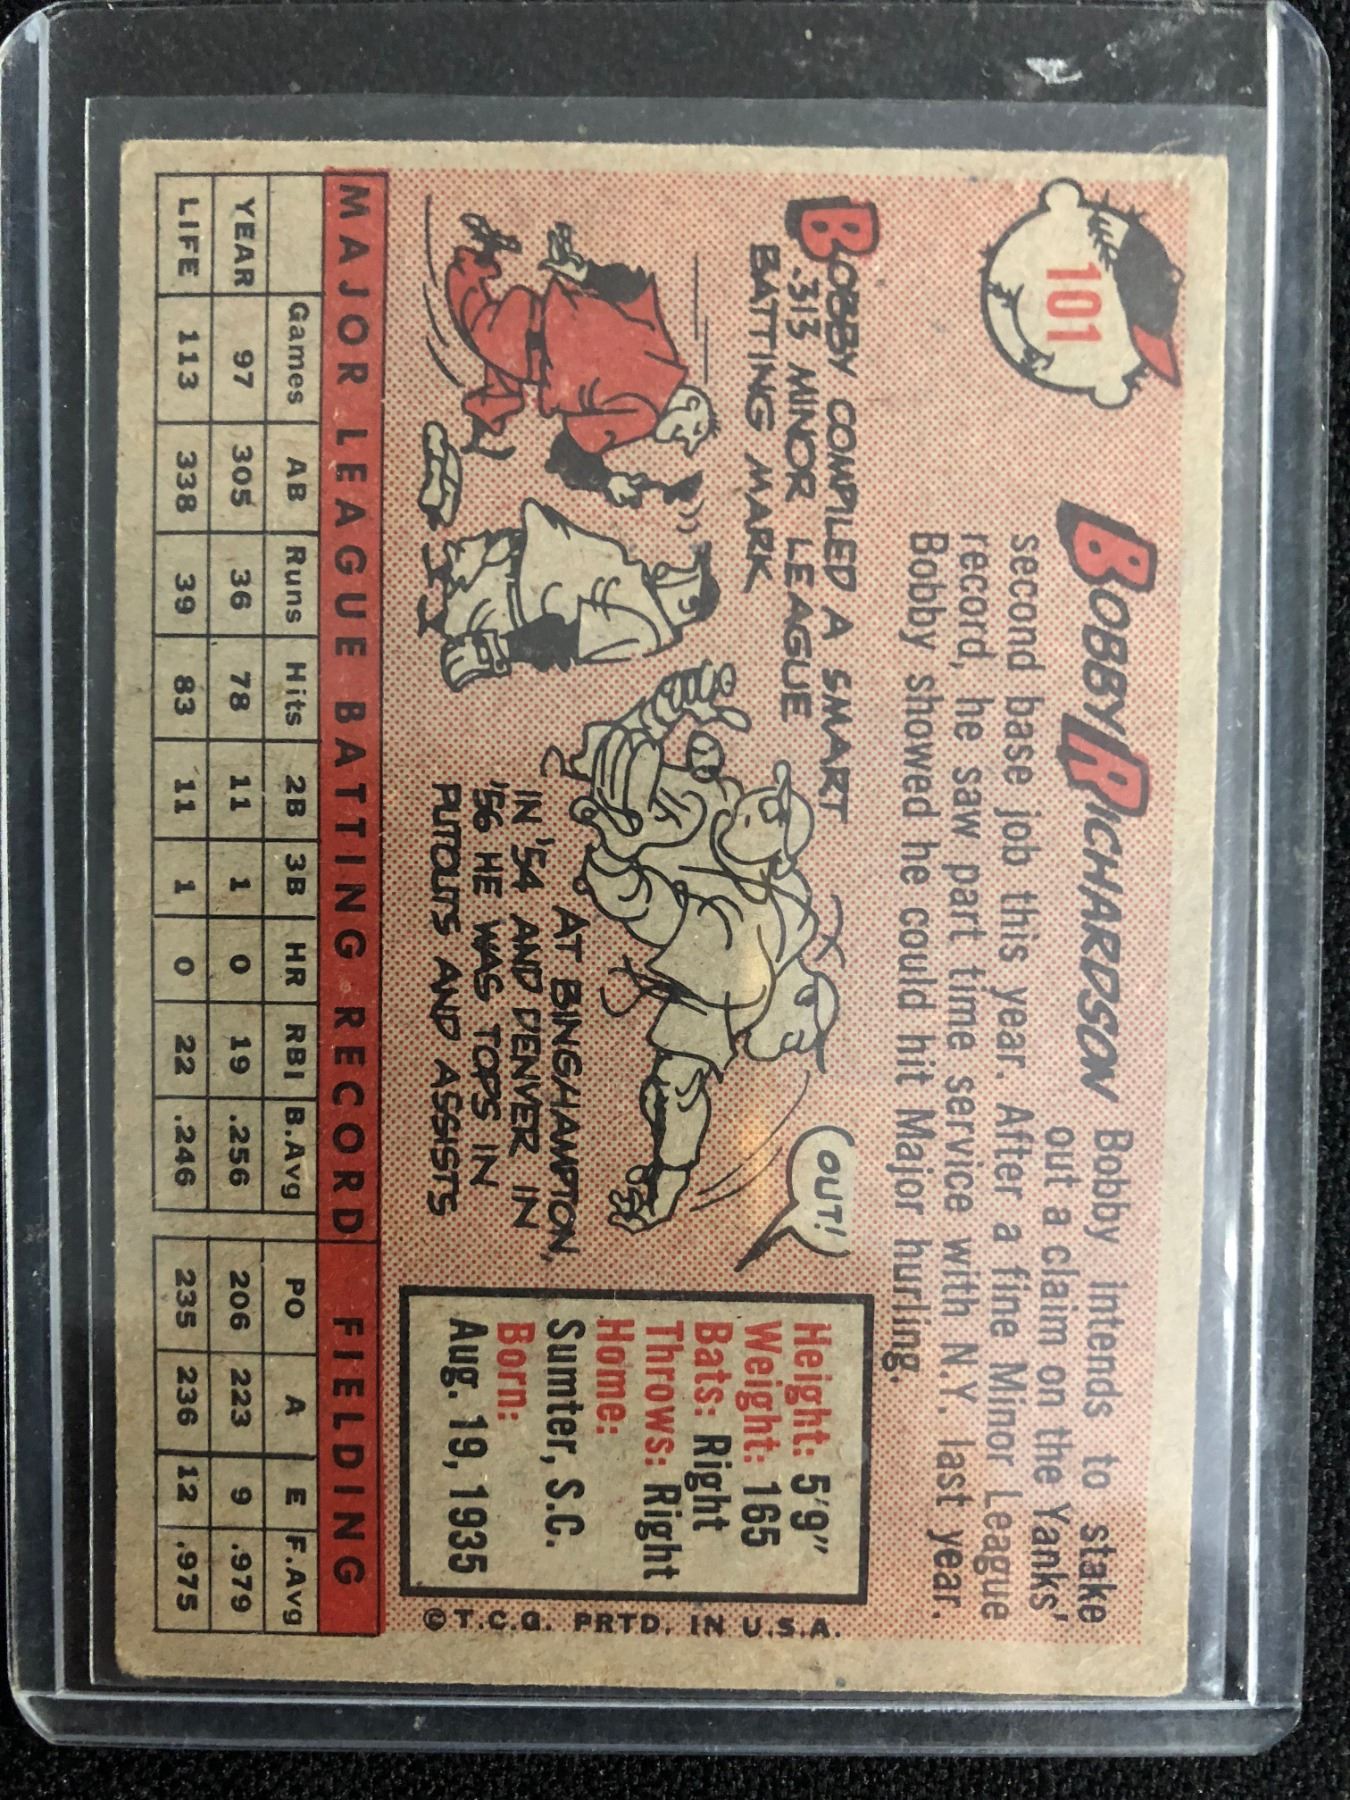 101
BOBBY RICHARDSON Bobby intends to stake
out a claim on the Yanks'
second base job this year. After a fine Minor League
record, he saw part time service with N.Y. last year.
Bobby showed he could hit Major hurling.
BOBBY COMPILED A SMART
.313 MINOR LEAGUE
BATTING MARK
OUT!
AT BINGHAMPTON
IN '54 AND DENVER IN
'56 HE WAS TOPS IN
PUTOUTS AND ASSISTS
Height: 5'9"
Weight: 165
Bats: Right
Throws: Right
Home:
Sumter, S.C.
Born:
Aug. 19, 1935
©T.C.G. PRTD. IN U.S.A.
MAJOR LEAGUE BATTING RECORD FIELDING
Games AB Runs Hits 2B 3B HR RBI B.Avg PO A E F.Avg
YEAR 97 305 36 78 11 1 0 19 .256 206 223 9 .979
LIFE 113 338 39 83 11 1 0 22 .246 235 236 12 .975